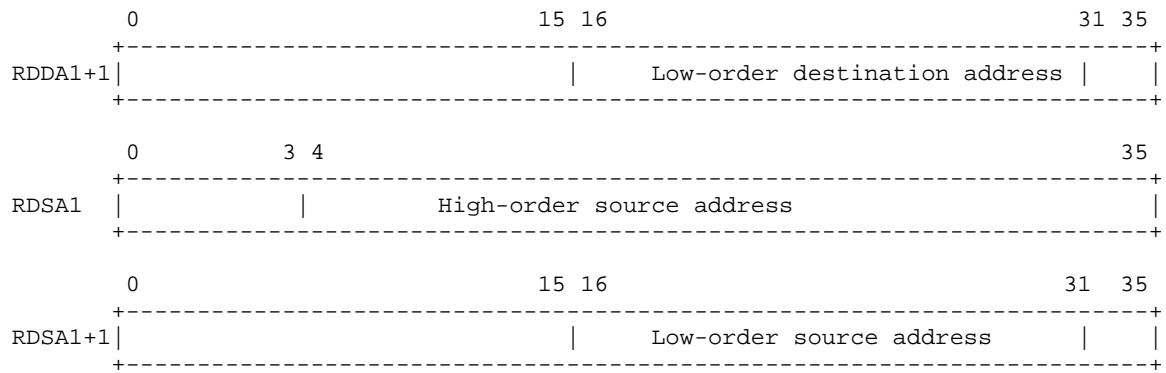 0 15 16 31 35
RDDA1+1| | Low-order destination address | |
0 3 4 35
RDSA1 | | High-order source address |
0 15 16 31 35
RDSA1+1| | Low-order source address | |